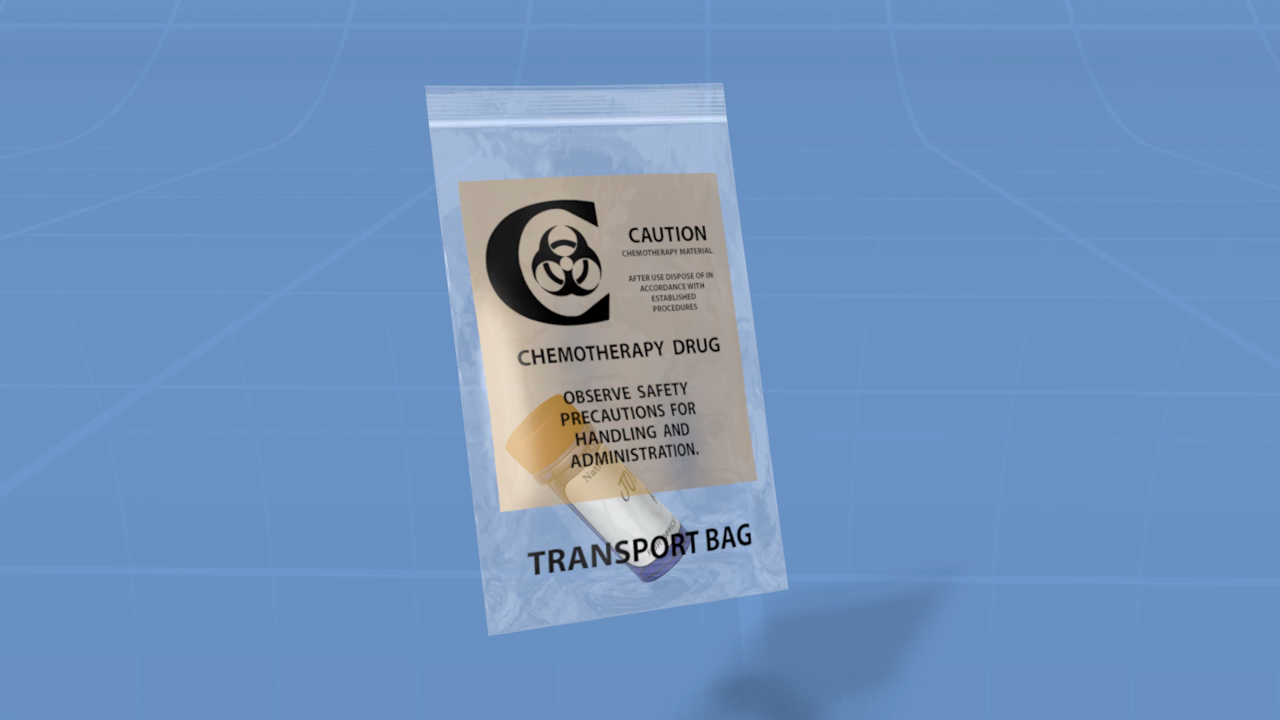 C
CAUTION
CHEMOTHERAPY MATERIAL
AFTER USE DISPOSE OF IN
ACCORDANCE WITH
ESTABLISHED
PROCEDURES
CHEMOTHERAPY DRUG
OBSERVE SAFETY
PRECAUTIONS FOR
HANDLING AND
ADMINISTRATION.
TRANSPORT BAG